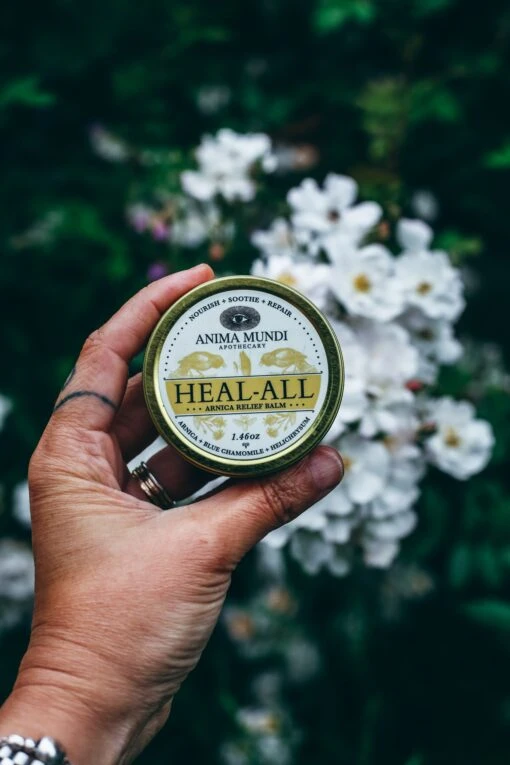 NOURISH + SOOTHE + REPAIR
ANIMA MUNDI
APOTHECARY
HEAL-ALL
ARNICA RELIEF BALM
1.46oz
ARNICA + BLUE CHAMOMILE + HELICHRYSUM